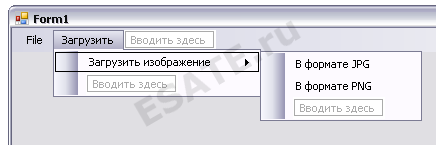 Form1
File Загрузить Вводить здесь
Загрузить изображение
Вводить здесь
В формате JPG
В формате PNG
Вводить здесь
ESATE.ru